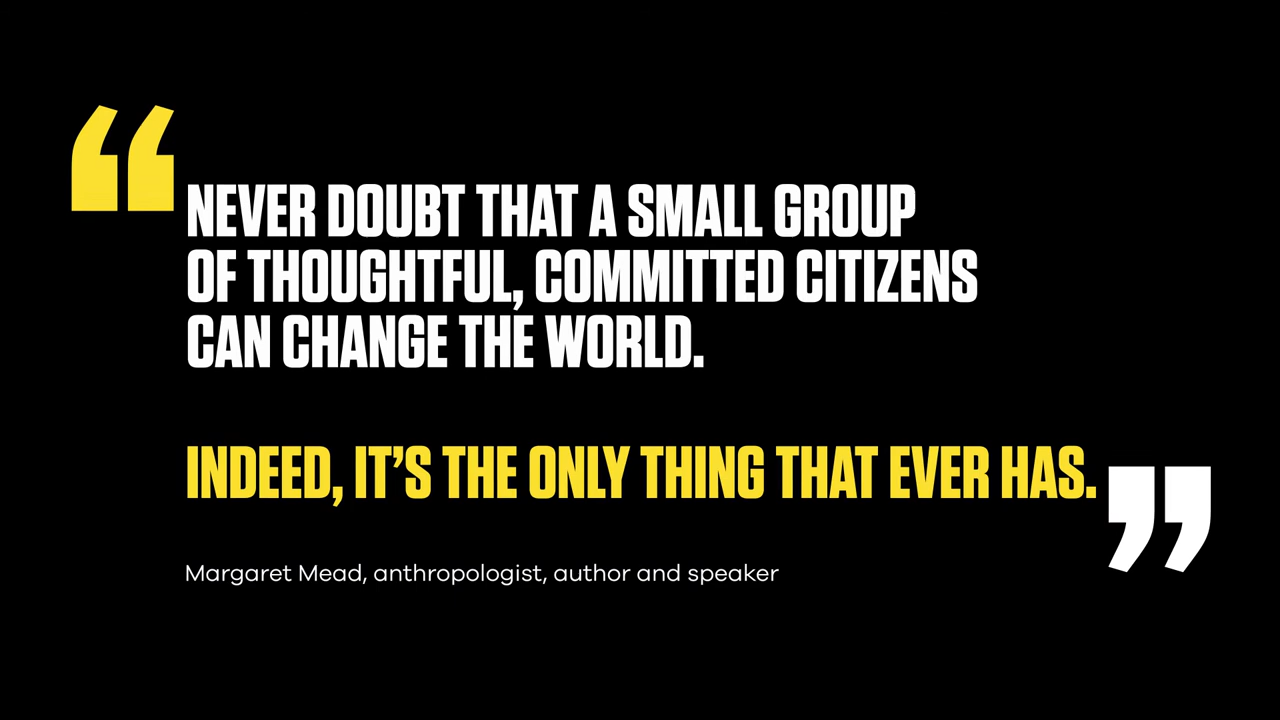 “NEVER DOUBT THAT A SMALL GROUP
OF THOUGHTFUL, COMMITTED CITIZENS
CAN CHANGE THE WORLD.
INDEED, IT’S THE ONLY THING THAT EVER HAS.”
Margaret Mead, anthropologist, author and speaker